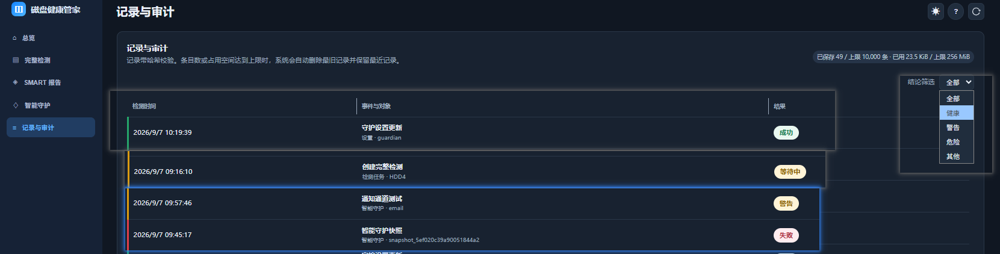 磁盘健康管家
总览
完整检测
SMART 报告
智能守护
记录与审计
记录与审计
?
记录与审计
记录带哈希校验。条目数或占用空间达到上限时，系统会自动删除最旧记录并保留最近记录。
已保存 49 / 上限 10,000 条 · 已用 23.5 KiB / 上限 256 MiB
结论筛选 全部
全部
健康
警告
危险
其他
检测时间 事件与对象 结果
2026/9/7 10:19:39 守护设置更新 成功
设置 · guardian
2026/9/7 09:16:10 创建完整检测 等待中
检测任务 · HDD4
2026/9/7 09:57:46 通知通道测试 警告
智能守护 · email
2026/9/7 09:45:17 智能守护快照 失败
智能守护 · snapshot_5ef020c39a90051844a2